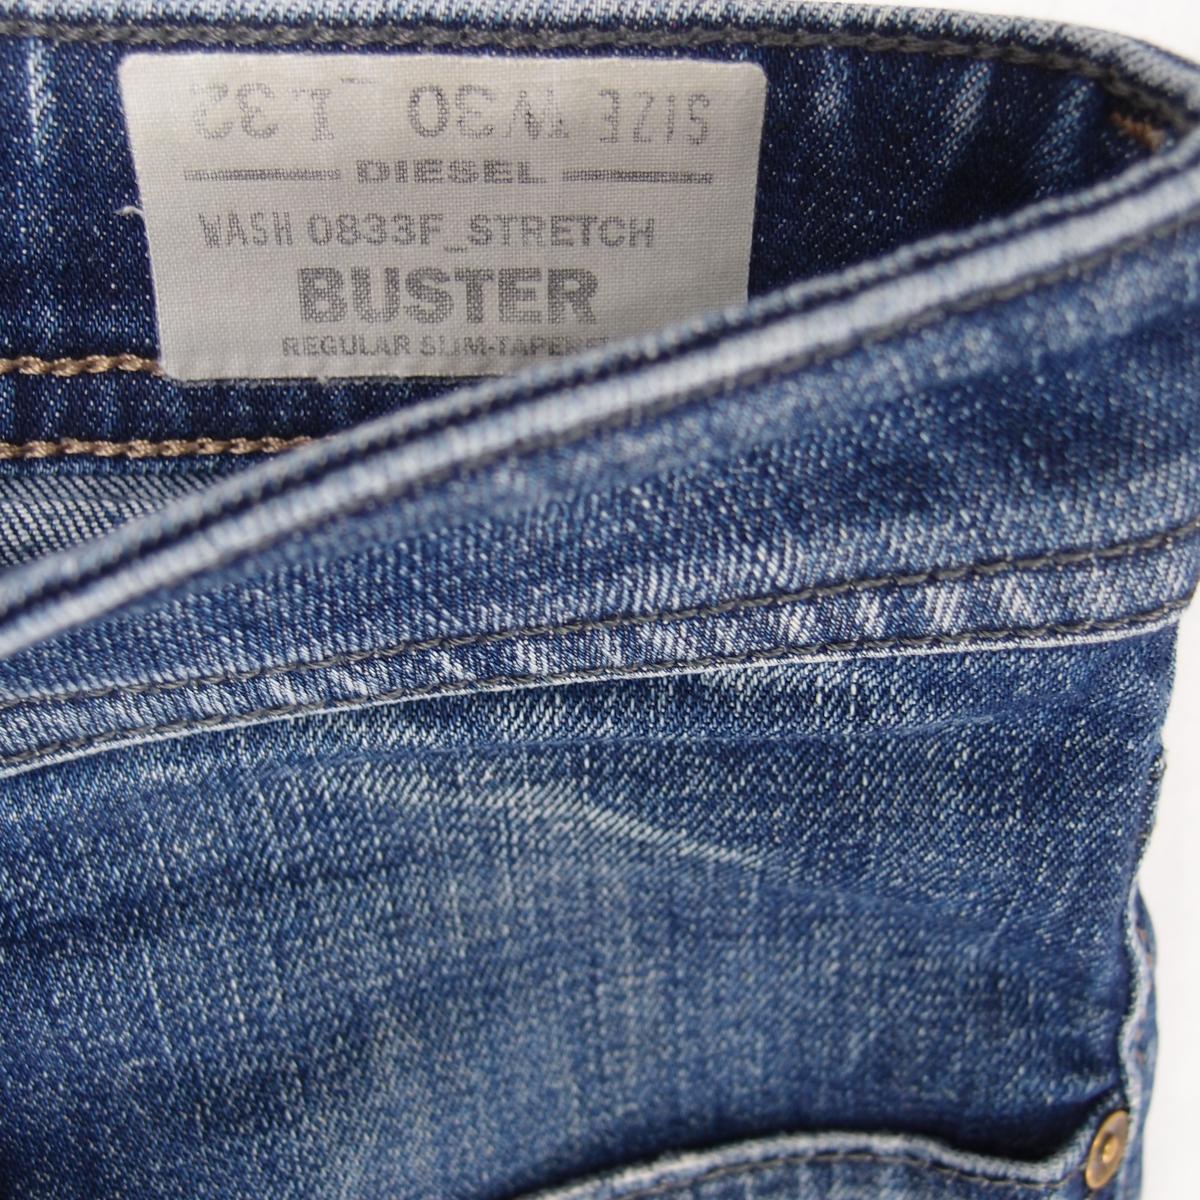 SIZE W30 L32
DIESEL
WASH 0833F_STRETCH
BUSTER
REGULAR SLIM-TAPERED